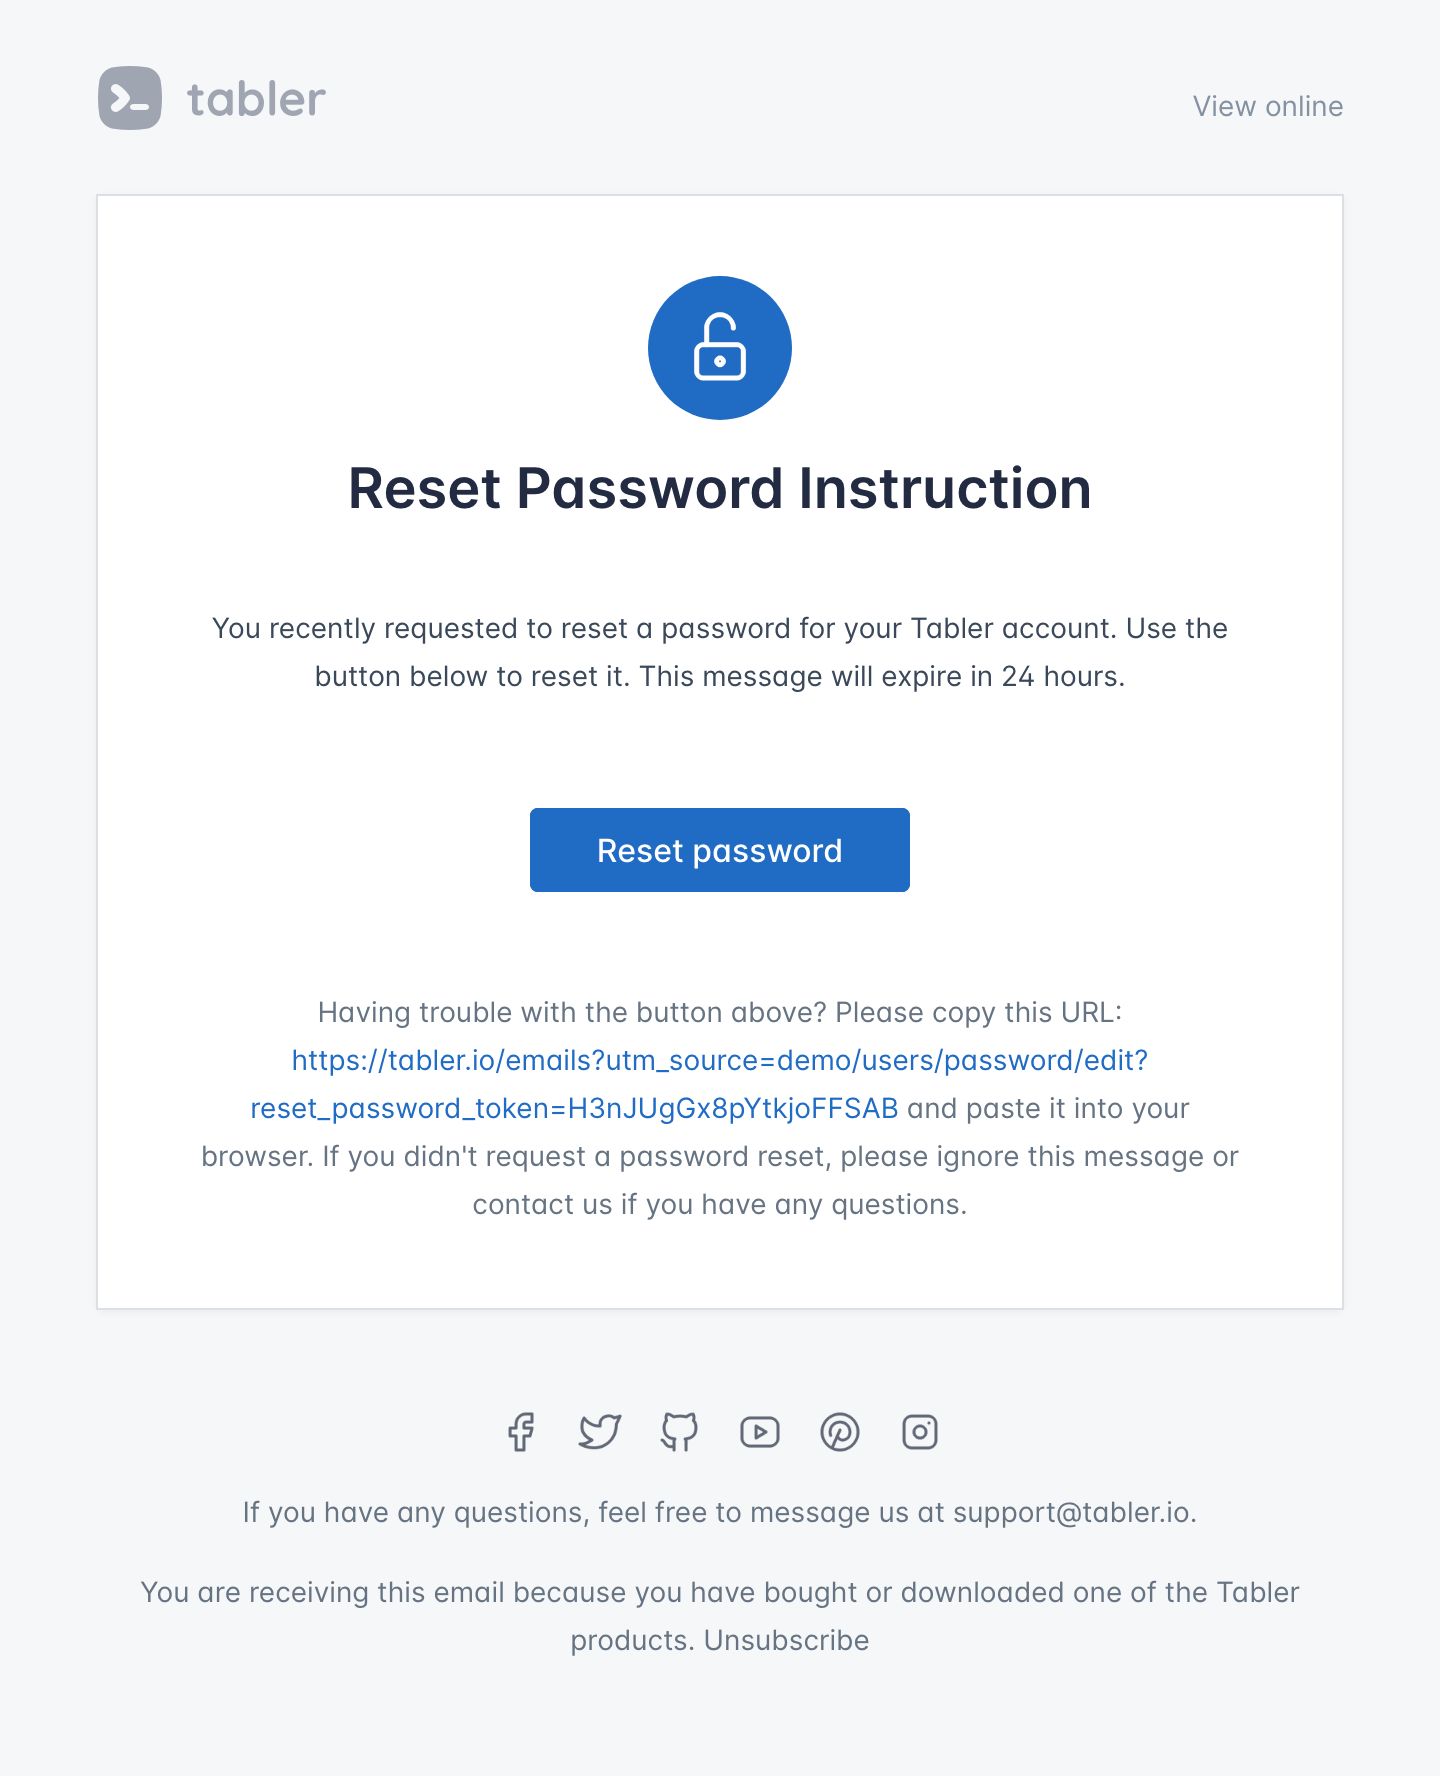 tabler
View online
Reset Password Instruction
You recently requested to reset a password for your Tabler account. Use the
button below to reset it. This message will expire in 24 hours.
Reset password
Having trouble with the button above? Please copy this URL:
https://tabler.io/emails?utm_source=demo/users/password/edit?
reset_password_token=H3nJUgGx8pYtkjoFFSAB and paste it into your
browser. If you didn't request a password reset, please ignore this message or
contact us if you have any questions.
If you have any questions, feel free to message us at support@tabler.io.
You are receiving this email because you have bought or downloaded one of the Tabler
products. Unsubscribe